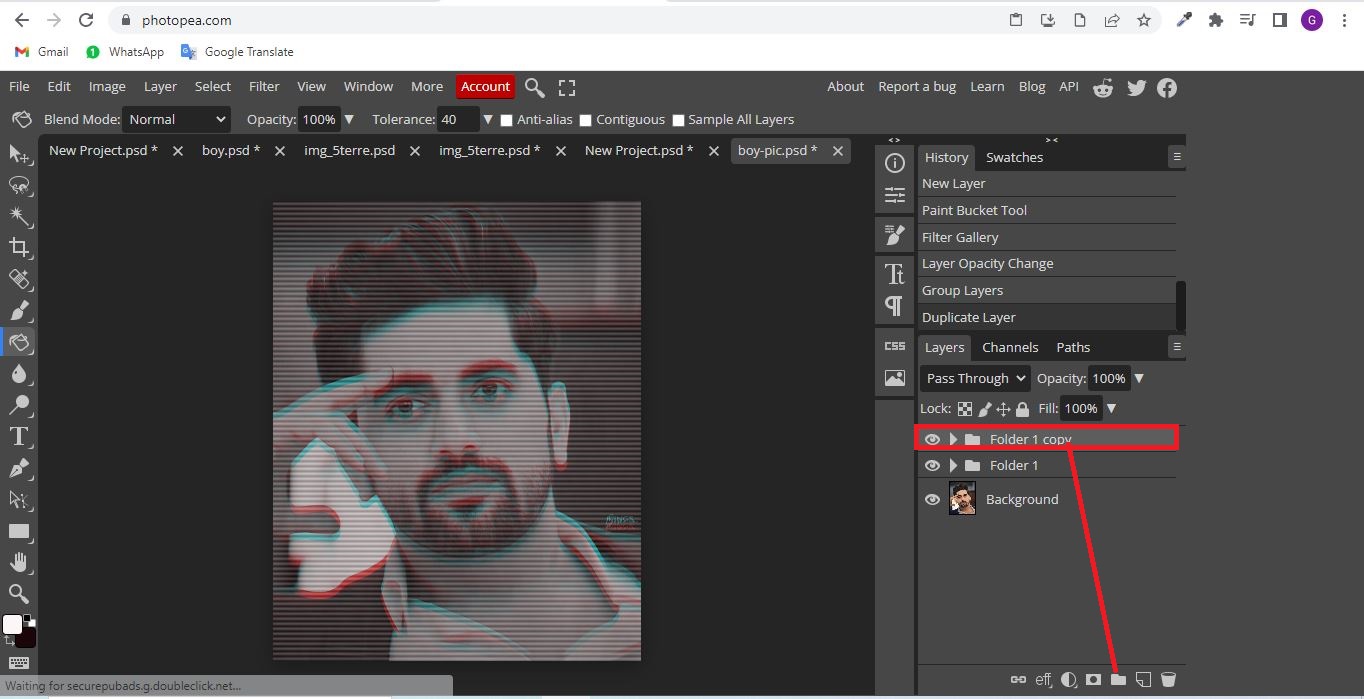 photopea.com
G
Gmail 1 WhatsApp Google Translate
File Edit Image Layer Select Filter View Window More Account About Report a bug Learn Blog API
Blend Mode: Normal Opacity: 100% Tolerance: 40 Anti-alias Contiguous Sample All Layers
New Project.psd * boy.psd * img_5terre.psd img_5terre.psd * New Project.psd * boy-pic.psd *
History Swatches
New Layer
Paint Bucket Tool
Filter Gallery
Layer Opacity Change
Group Layers
Duplicate Layer
CSS
Layers Channels Paths
Pass Through Opacity: 100%
Lock: Fill: 100%
Folder 1 copy
Folder 1
Background
eff
Waiting for securepubads.g.doubleclick.net...